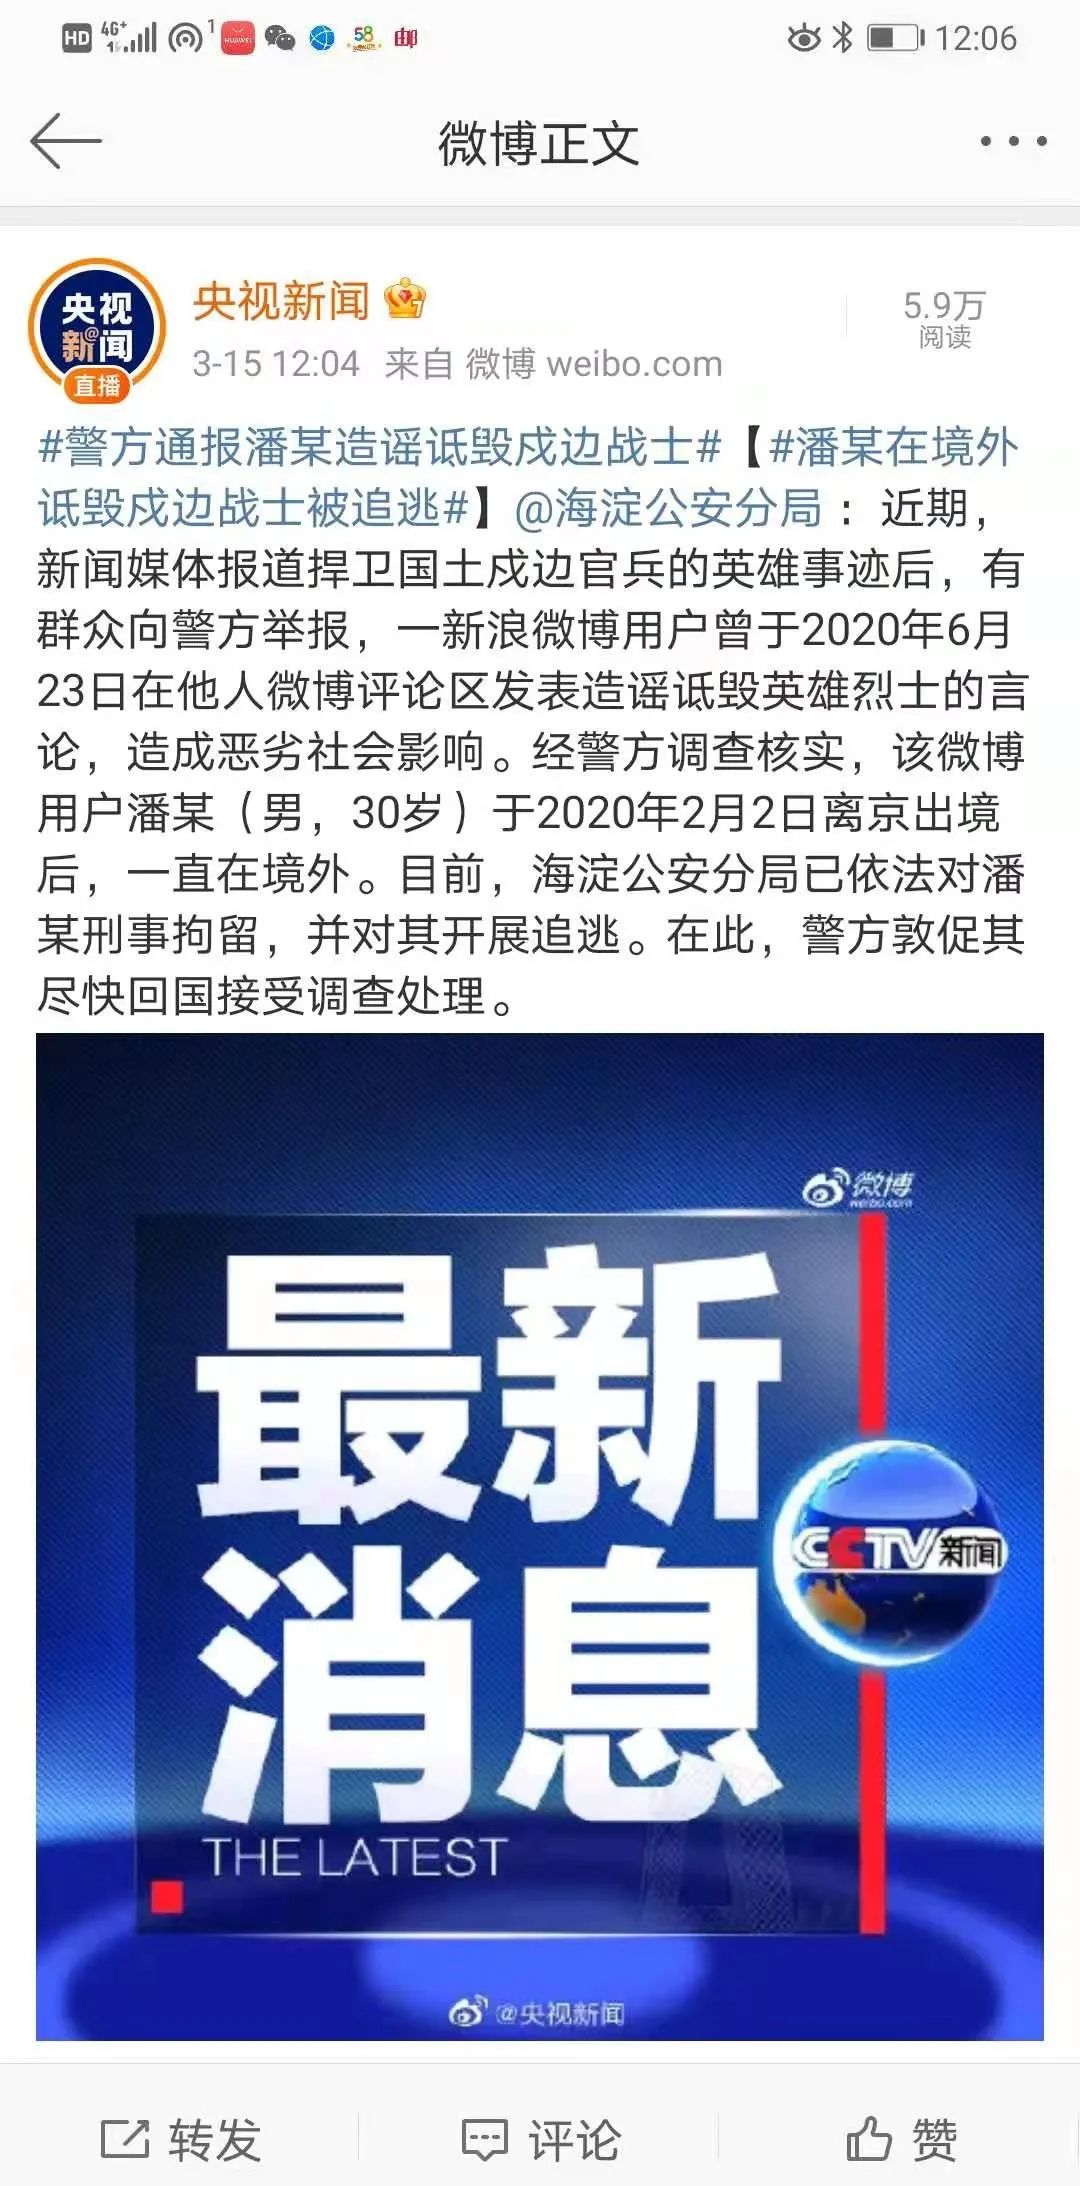 HD 4G+ 1 HUAWEI 58 邮 12:06
微博正文
央视新闻 7
5.9万
3-15 12:04 来自 微博 weibo.com
阅读
央视
新@闻
直播
#警方通报潘某造谣诋毁戍边战士#【#潘某在境外
诋毁戍边战士被追逃#】@海淀公安分局 : 近期,
新闻媒体报道捍卫国土戍边官兵的英雄事迹后,有
群众向警方举报,一新浪微博用户曾于2020年6月
23日在他人微博评论区发表造谣诋毁英雄烈士的言
论,造成恶劣社会影响。经警方调查核实,该微博
用户潘某(男,30岁)于2020年2月2日离京出境
后,一直在境外。目前,海淀公安分局已依法对潘
某刑事拘留,并对其开展追逃。在此,警方敦促其
尽快回国接受调查处理。
微博
weibo.com
最新
CCTV新闻
消息
THE LATEST
@央视新闻
转发 评论 赞